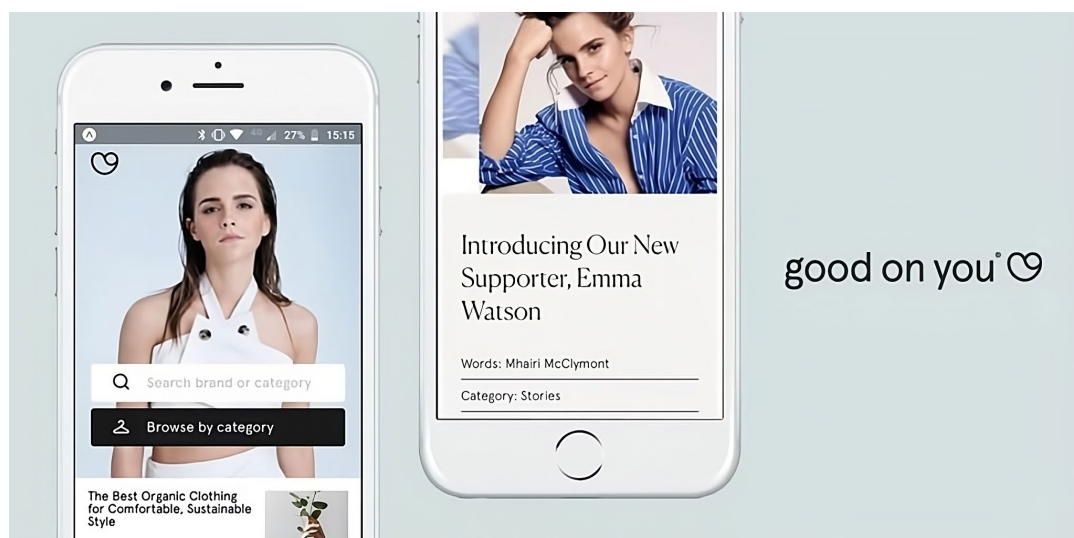 4G 27% 15:15
Search brand or category
Browse by category
The Best Organic Clothing
for Comfortable, Sustainable
Style
Introducing Our New
Supporter, Emma
Watson
Words: Mhairi McClymont
Category: Stories
good on you®